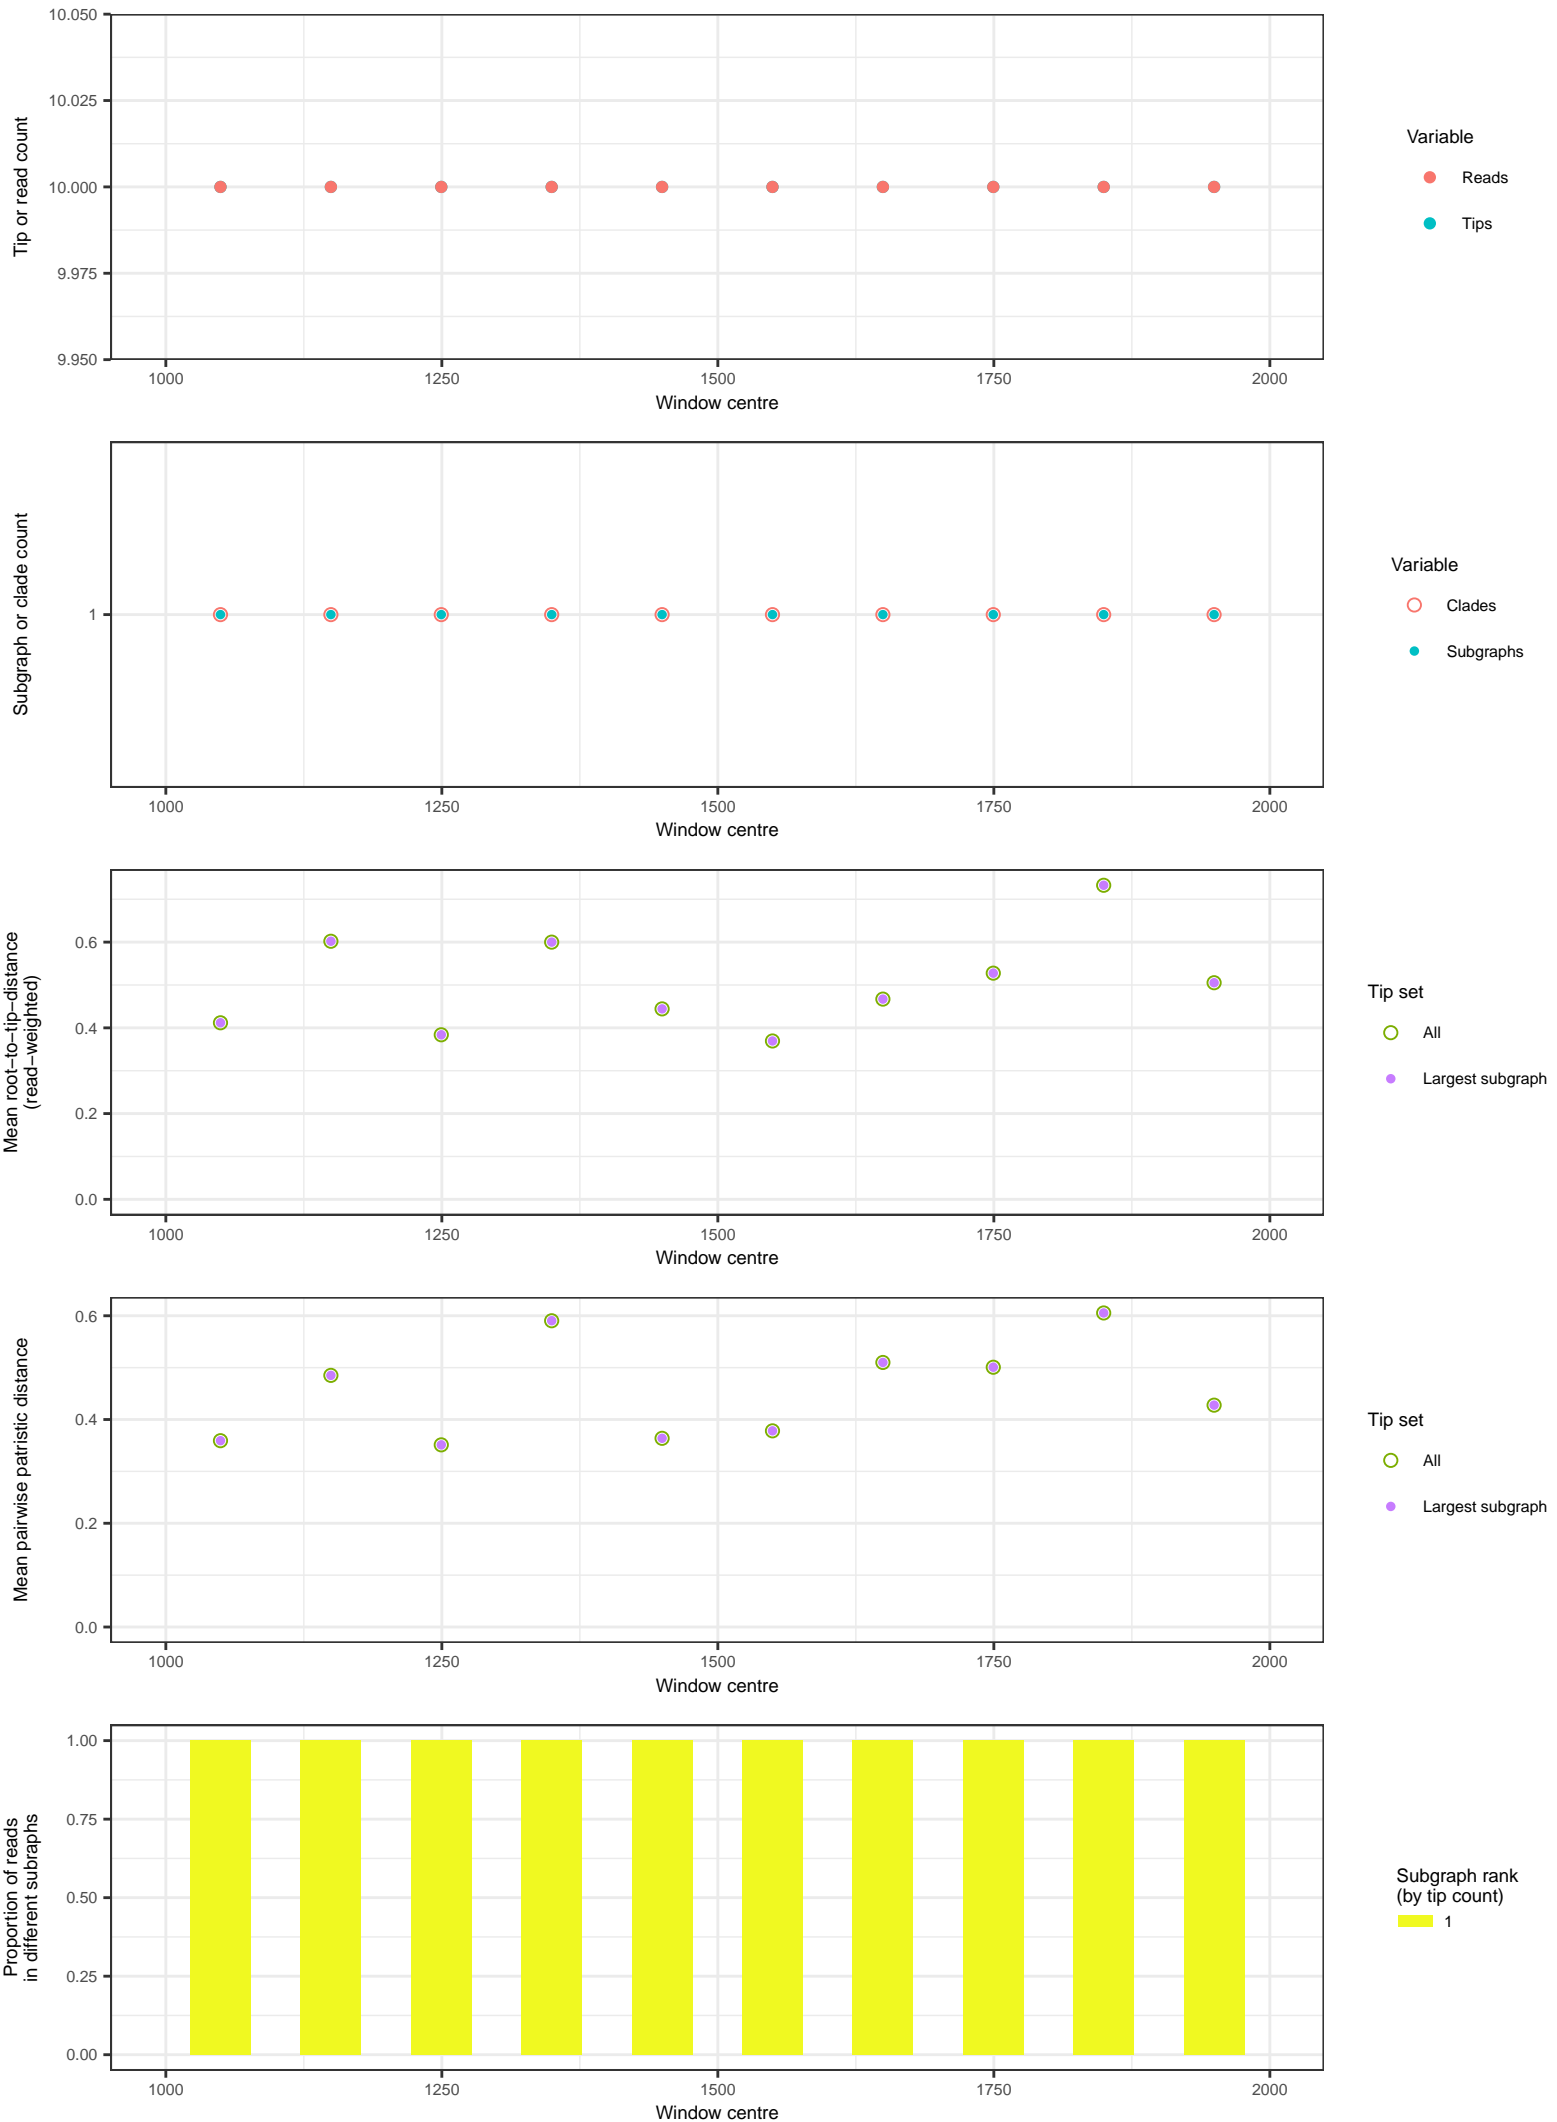 10.050
10.025
10.000
9.975
9.950
Tip or read count
1000 1250 1500 1750 2000
Window centre
Variable
Reads
Tips
1
Subgraph or clade count
1000 1250 1500 1750 2000
Window centre
Variable
Clades
Subgraphs
0.6
0.4
0.2
0.0
Mean root−to−tip−distance
(read−weighted)
1000 1250 1500 1750 2000
Window centre
Tip set
All
Largest subgraph
0.6
0.4
0.2
0.0
Mean pairwise patristic distance
1000 1250 1500 1750 2000
Window centre
Tip set
All
Largest subgraph
1.00
0.75
0.50
0.25
0.00
Proportion of reads
in different subraphs
1000 1250 1500 1750 2000
Window centre
Subgraph rank
(by tip count)
1